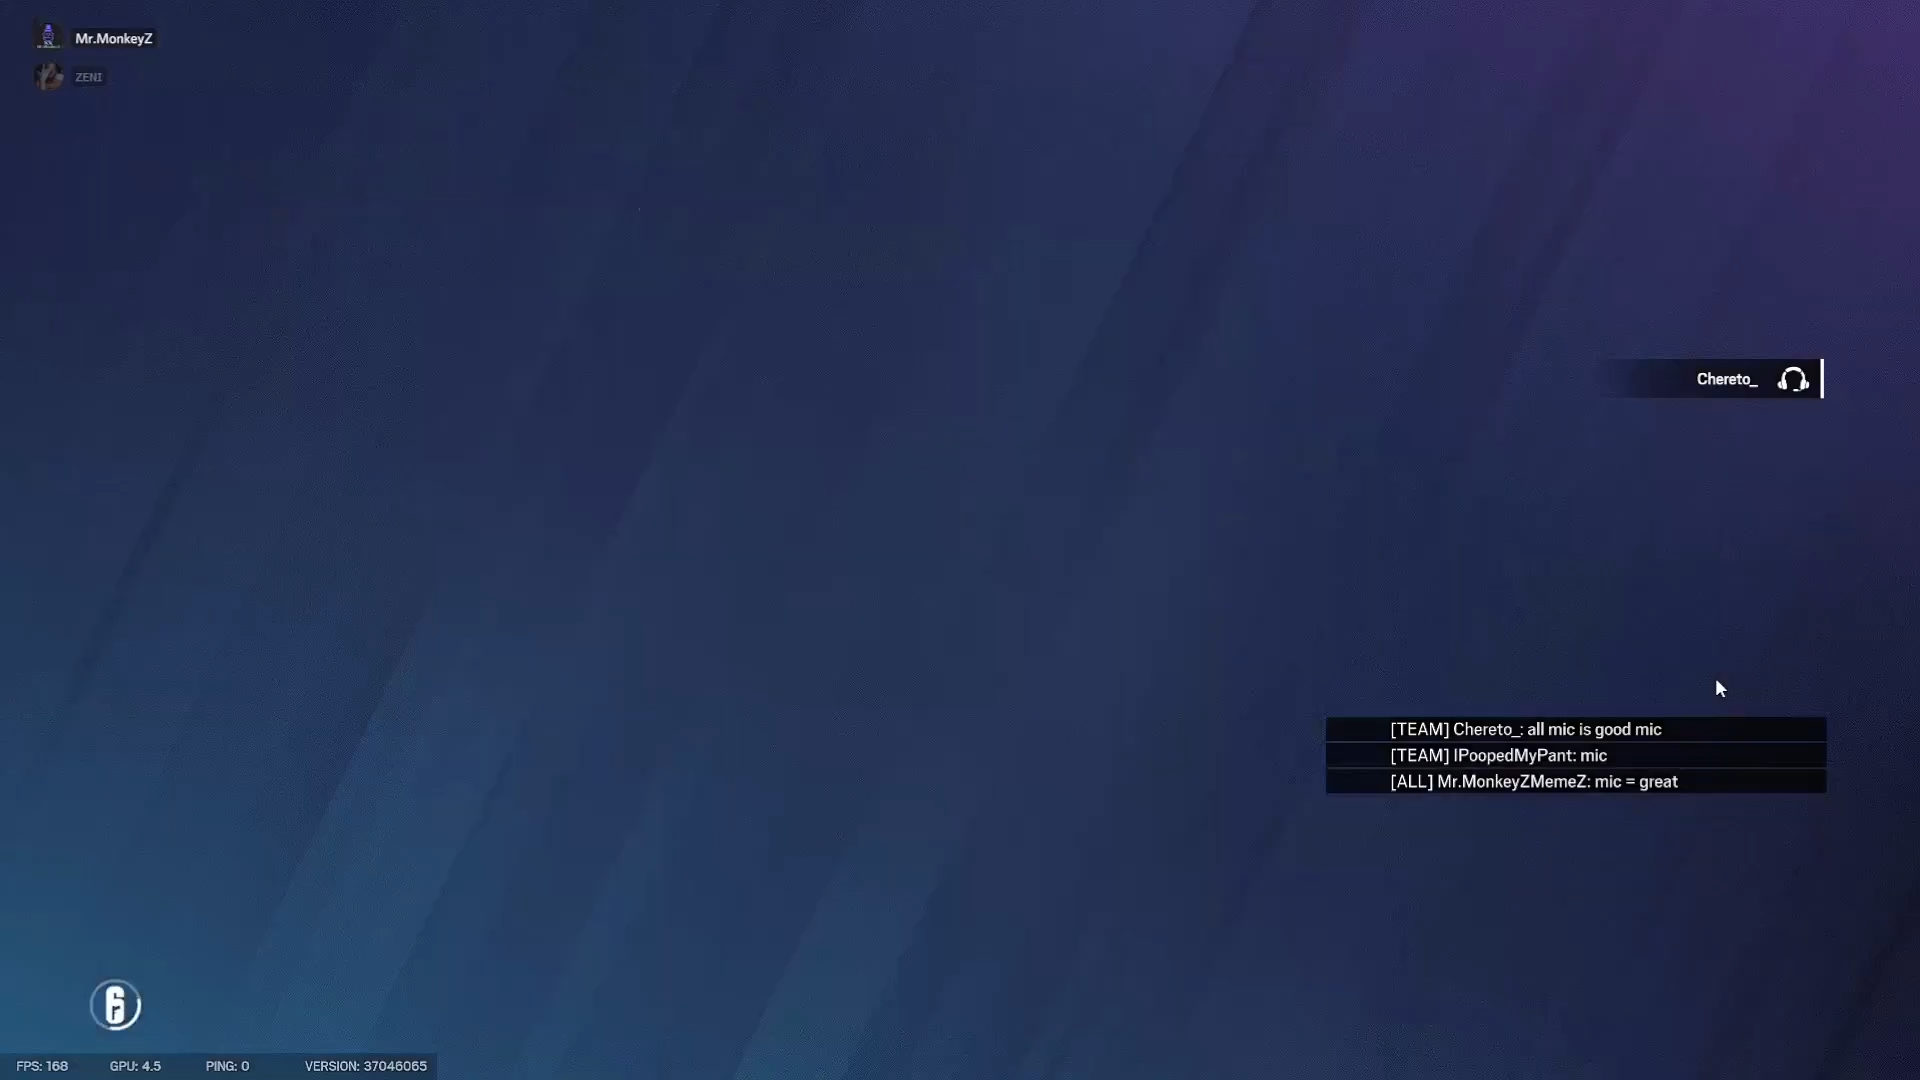 Mr.MonkeyZ
ZENI
Chereto_
[TEAM] Chereto_: all mic is good mic
[TEAM] IPoopedMyPant: mic
[ALL] Mr.MonkeyZMemeZ: mic = great
6
FPS: 168 GPU: 4.5 PING: 0 VERSION: 37046065